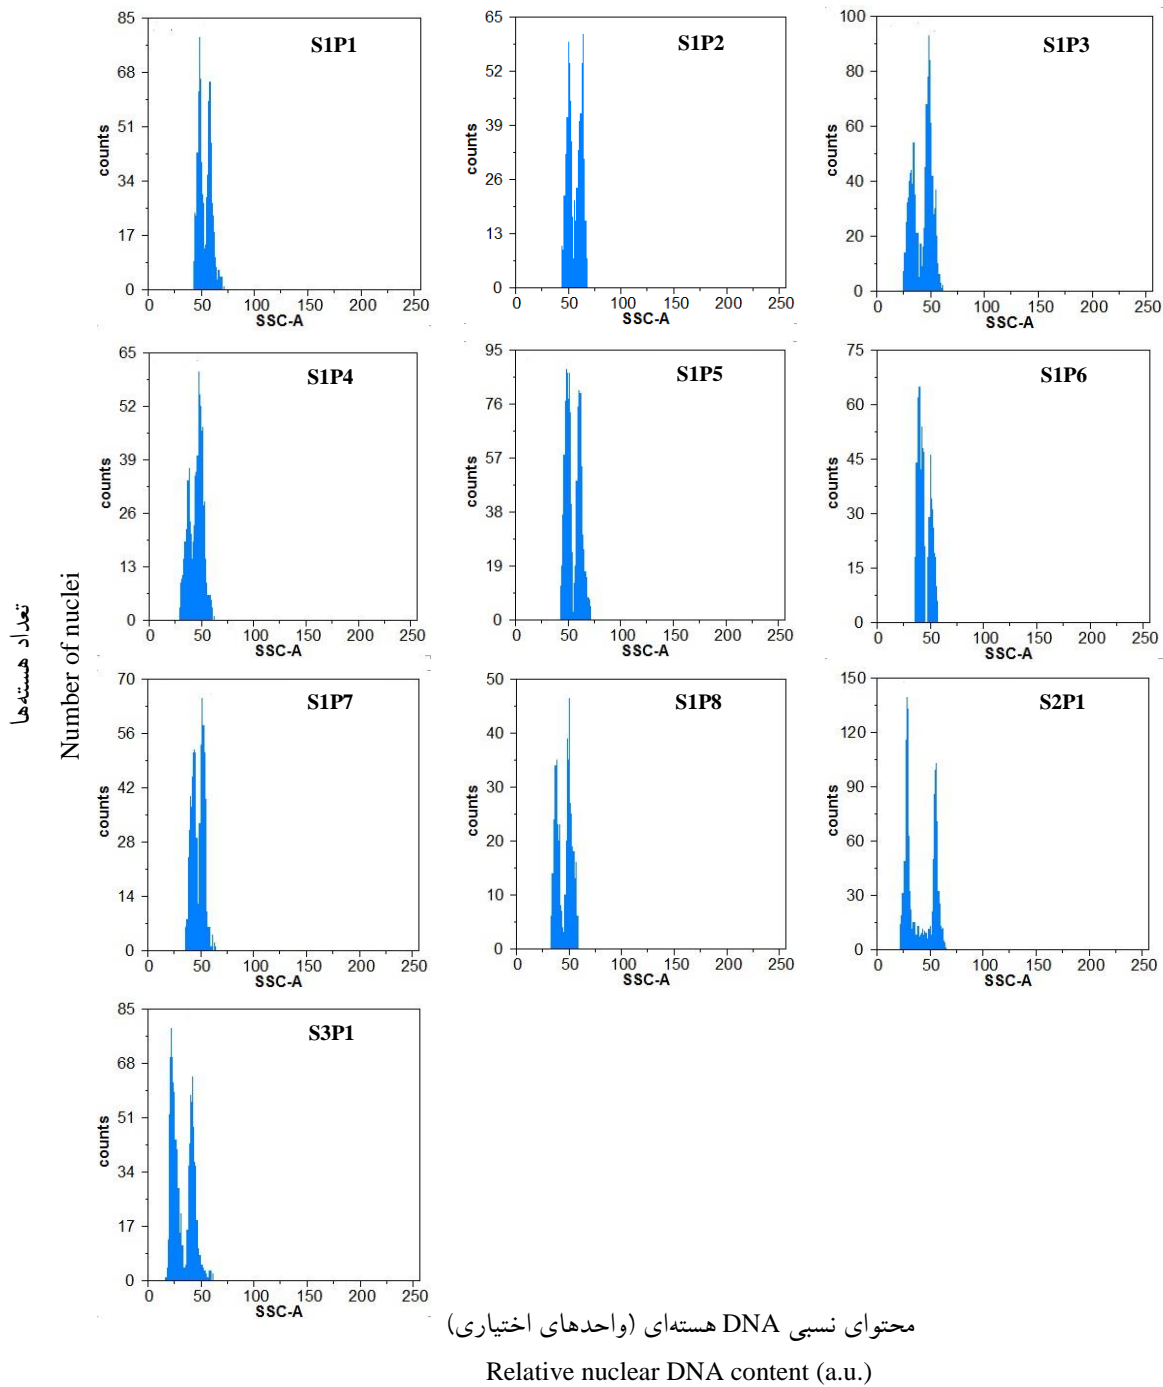 85
68
51
34
17
0
counts
S1P1
0 50 100 150 200 250
SSC-A
65
52
39
26
13
0
counts
S1P2
0 50 100 150 200 250
SSC-A
100
80
60
40
20
0
counts
S1P3
0 50 100 150 200 250
SSC-A
65
52
39
26
13
0
counts
S1P4
0 50 100 150 200 250
SSC-A
95
76
57
38
19
0
counts
S1P5
0 50 100 150 200 250
SSC-A
75
60
45
30
15
0
counts
S1P6
0 50 100 150 200 250
SSC-A
تعداد هسته‌ها
Number of nuclei
70
56
42
28
14
0
counts
S1P7
0 50 100 150 200 250
SSC-A
50
40
30
20
10
0
counts
S1P8
0 50 100 150 200 250
SSC-A
150
120
90
60
30
0
counts
S2P1
0 50 100 150 200 250
SSC-A
85
68
51
34
17
0
counts
S3P1
0 50 100 150 200 250
SSC-A
محتوای نسبی DNA هسته‌ای (واحدهای اختیاری)
Relative nuclear DNA content (a.u.)